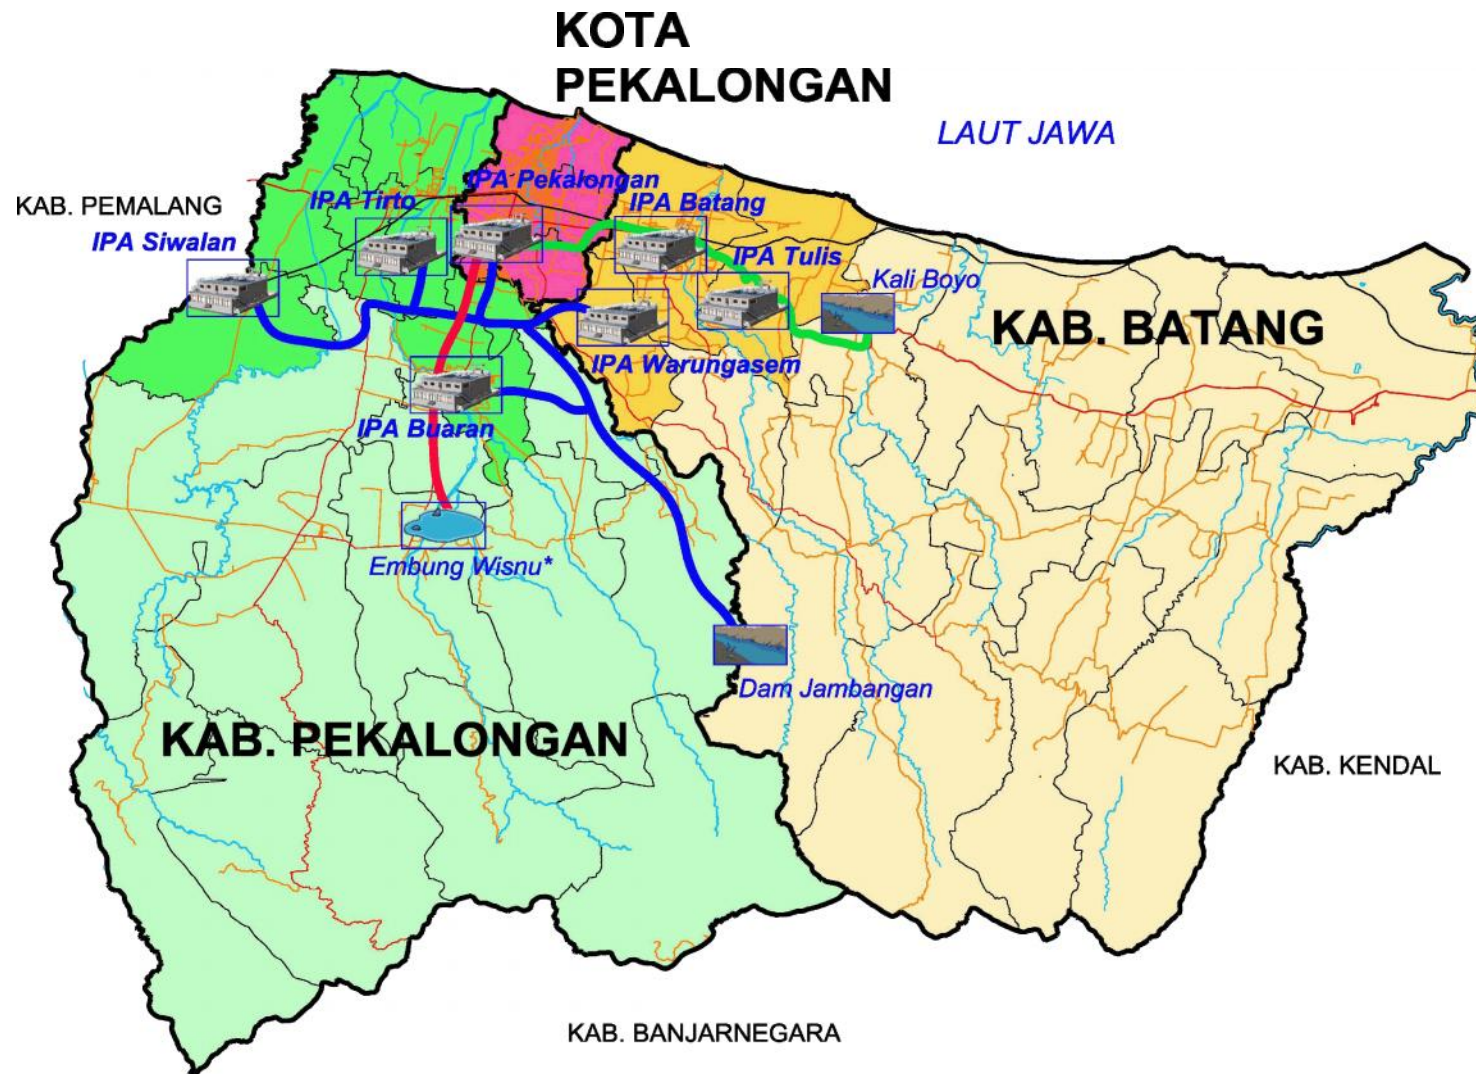 KOTA
PEKALONGAN
LAUT JAWA
KAB. PEMALANG
IPA Siwalan
IPA Tirto
IPA Pekalongan
IPA Batang
IPA Tulis
Kali Boyo
KAB. BATANG
IPA Warungasem
IPA Buaran
Embung Wisnu*
Dam Jambangan
KAB. PEKALONGAN
KAB. KENDAL
KAB. BANJARNEGARA